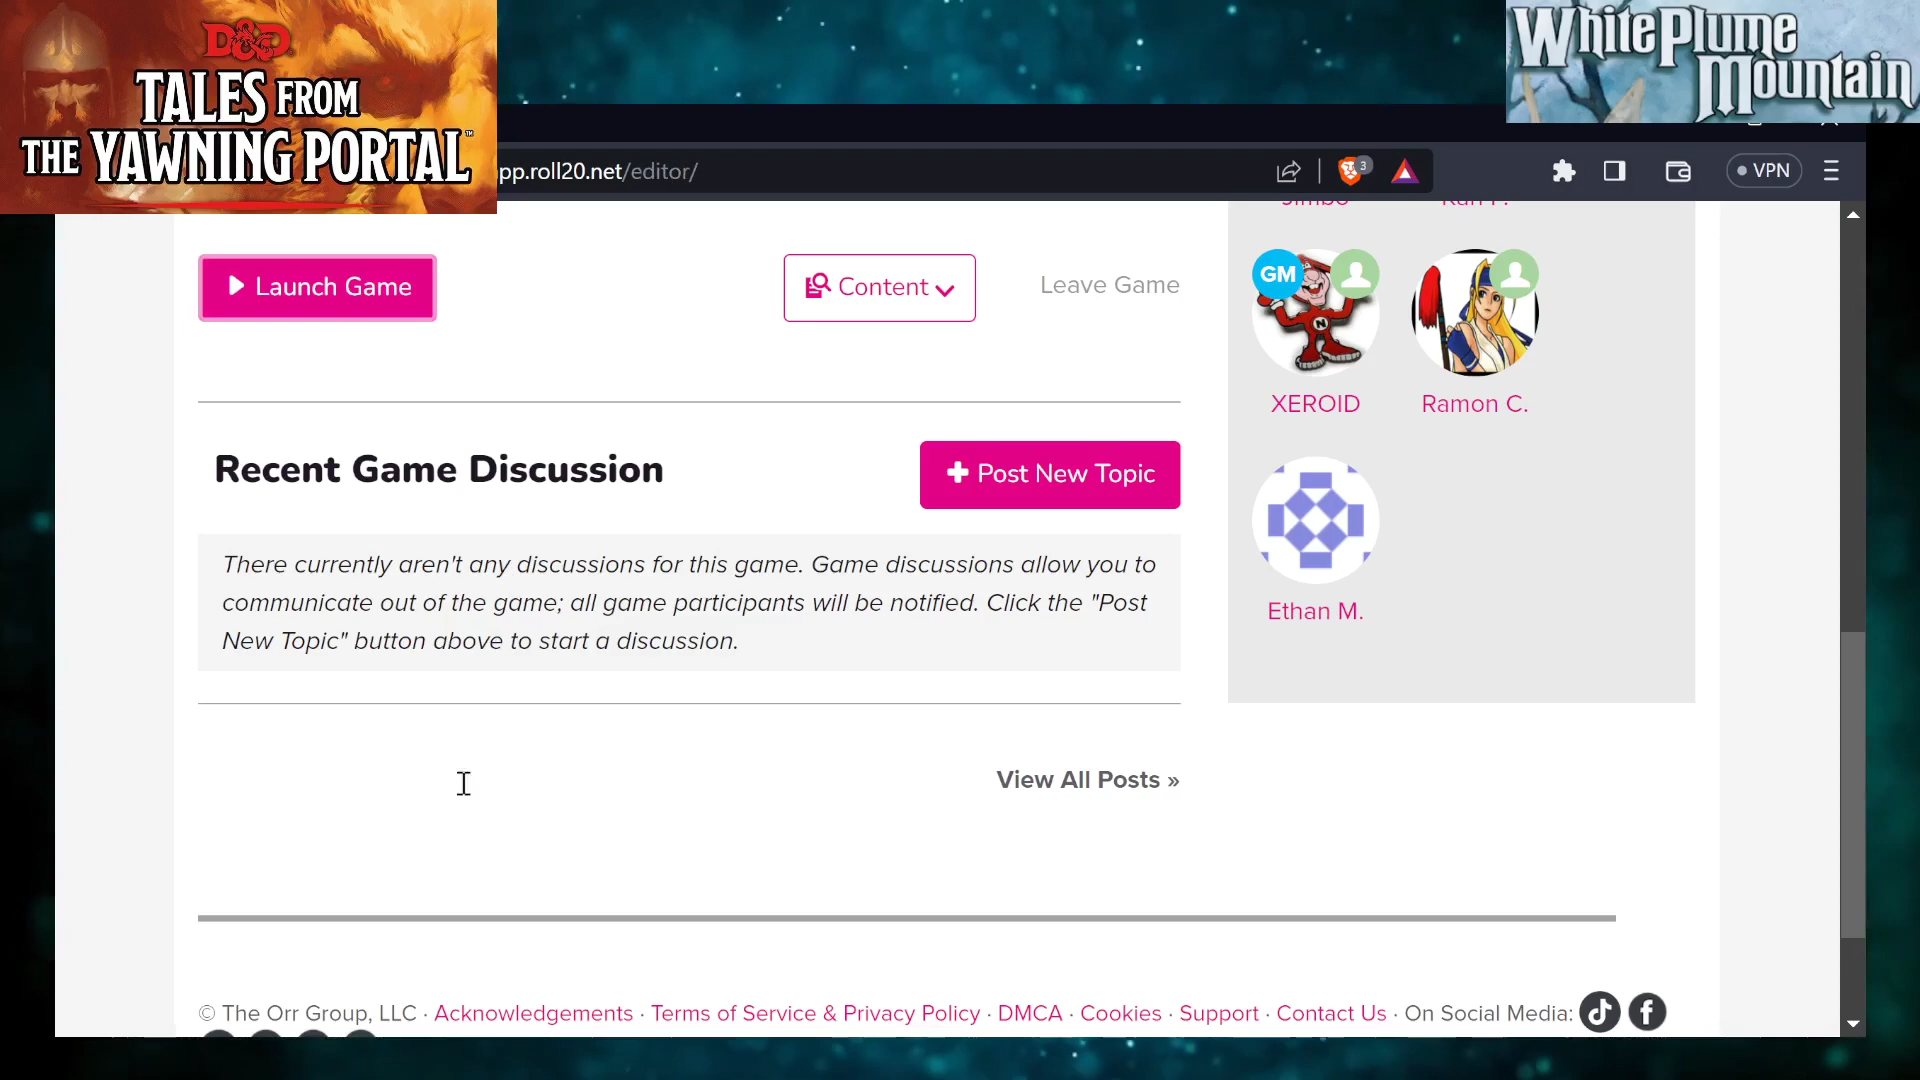 D&D
TALES FROM
THE YAWNING PORTAL™
White Plume
Mountain
pp.roll20.net/editor/
3
VPN
Launch Game
Content
Leave Game
GM
N
XEROID
Ramon C.
Recent Game Discussion
Post New Topic
There currently aren't any discussions for this game. Game discussions allow you to
communicate out of the game; all game participants will be notified. Click the "Post
New Topic" button above to start a discussion.
Ethan M.
View All Posts »
© The Orr Group, LLC · Acknowledgements · Terms of Service & Privacy Policy · DMCA · Cookies · Support · Contact Us · On Social Media: